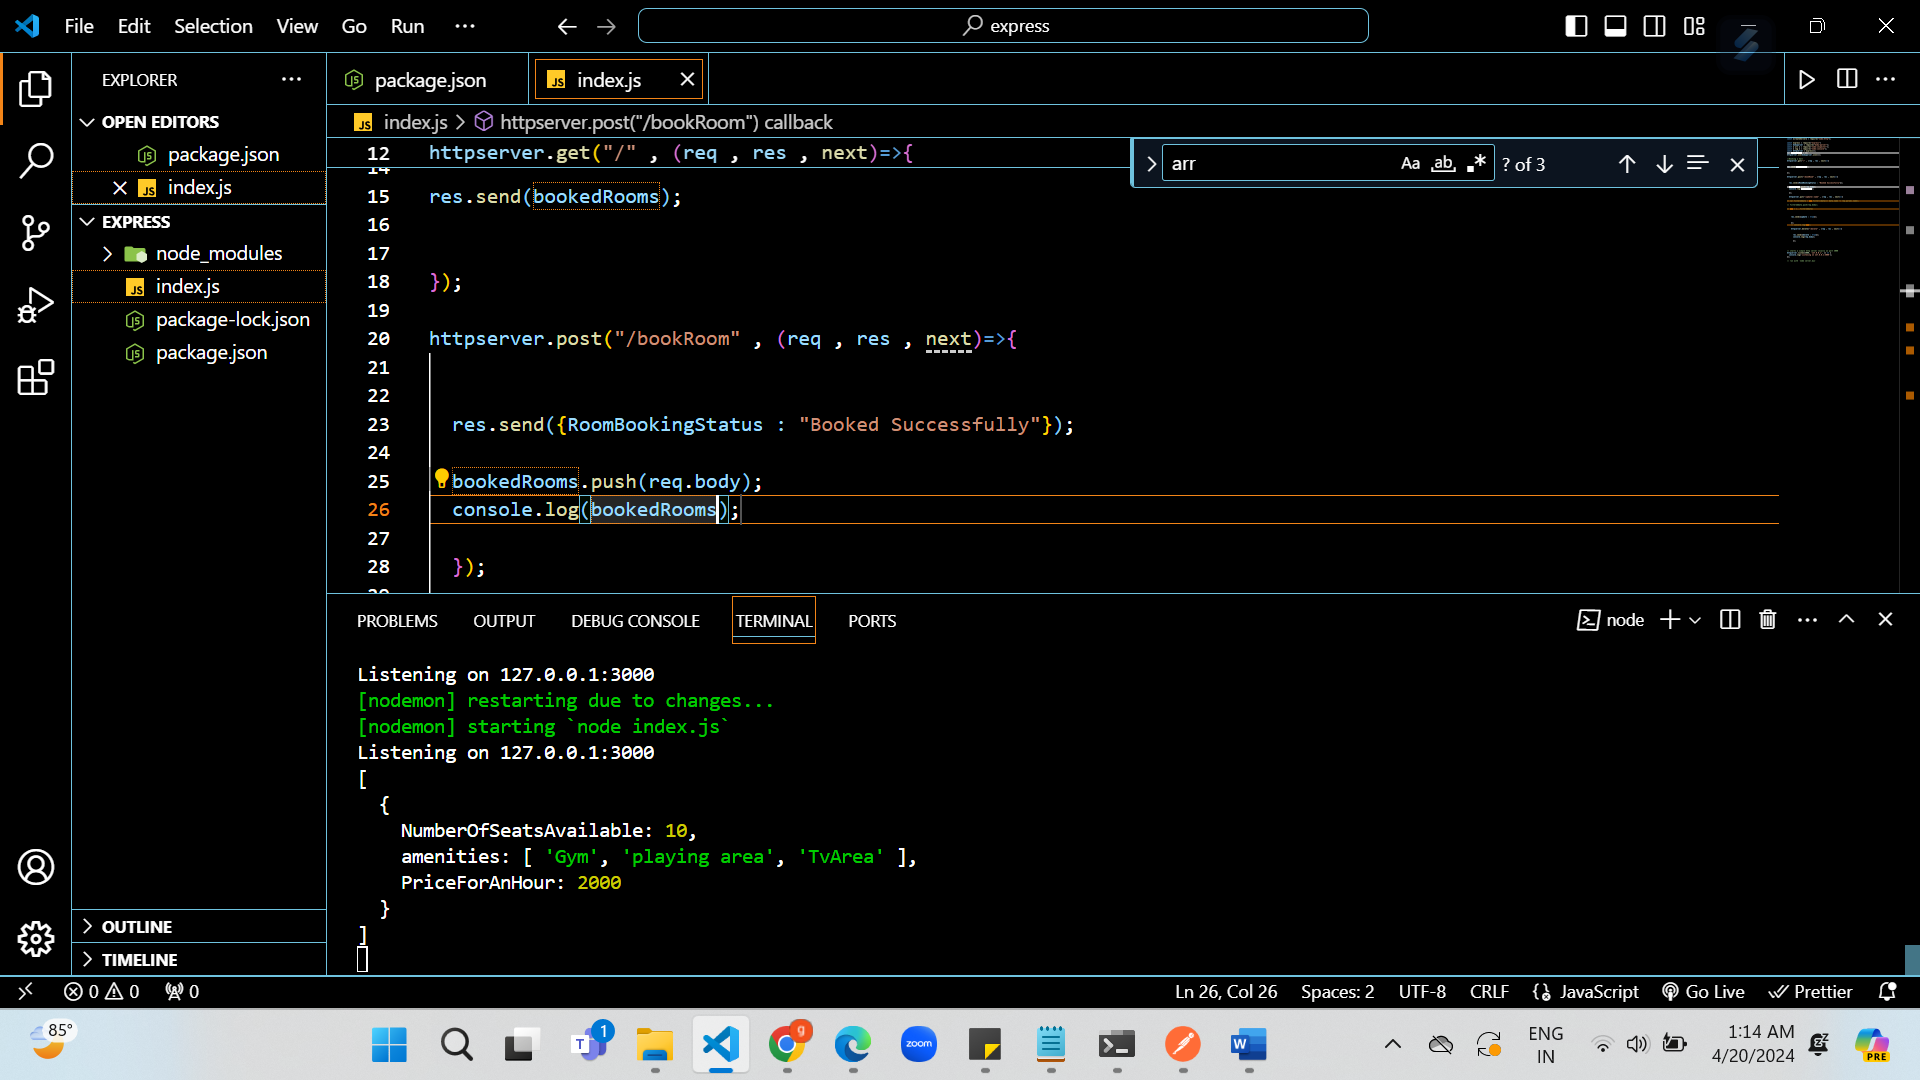 File Edit Selection View Go Run ···
express
EXPLORER
OPEN EDITORS
package.json
index.js
EXPRESS
node_modules
index.js
package-lock.json
package.json
OUTLINE
TIMELINE
package.json
index.js
index.js > httpserver.post("/bookRoom") callback
arr
Aa ab .* ? of 3
12 httpserver.get("/" , (req , res , next)=>{
14
15 res.send(bookedRooms);
16
17
18 });
19
20 httpserver.post("/bookRoom" , (req , res , next)=>{
21
22
23 res.send({RoomBookingStatus : "Booked Successfully"});
24
25 bookedRooms.push(req.body);
26 console.log(bookedRooms);
27
28 });
PROBLEMS OUTPUT DEBUG CONSOLE TERMINAL PORTS
node
Listening on 127.0.0.1:3000
[nodemon] restarting due to changes...
[nodemon] starting `node index.js`
Listening on 127.0.0.1:3000
[
{
NumberOfSeatsAvailable: 10,
amenities: [ 'Gym', 'playing area', 'TvArea' ],
PriceForAnHour: 2000
}
]
0 0 0
Ln 26, Col 26 Spaces: 2 UTF-8 CRLF JavaScript Go Live Prettier
85°
1
g
zoom
ENG
IN
1:14 AM
4/20/2024
PRE